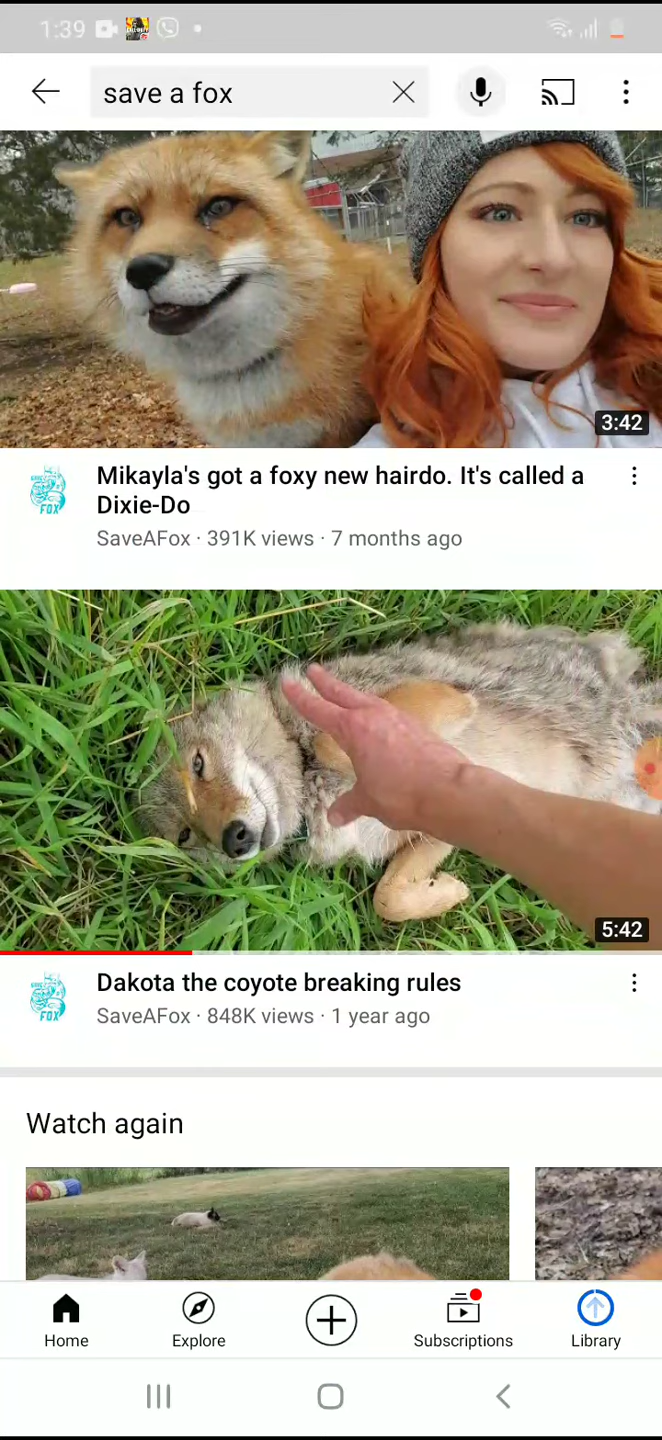 1:39
save a fox
3:42
Mikayla's got a foxy new hairdo. It's called a
Dixie-Do
SaveAFox · 391K views · 7 months ago
5:42
Dakota the coyote breaking rules
SaveAFox · 848K views · 1 year ago
Watch again
Home
Explore
Subscriptions
Library